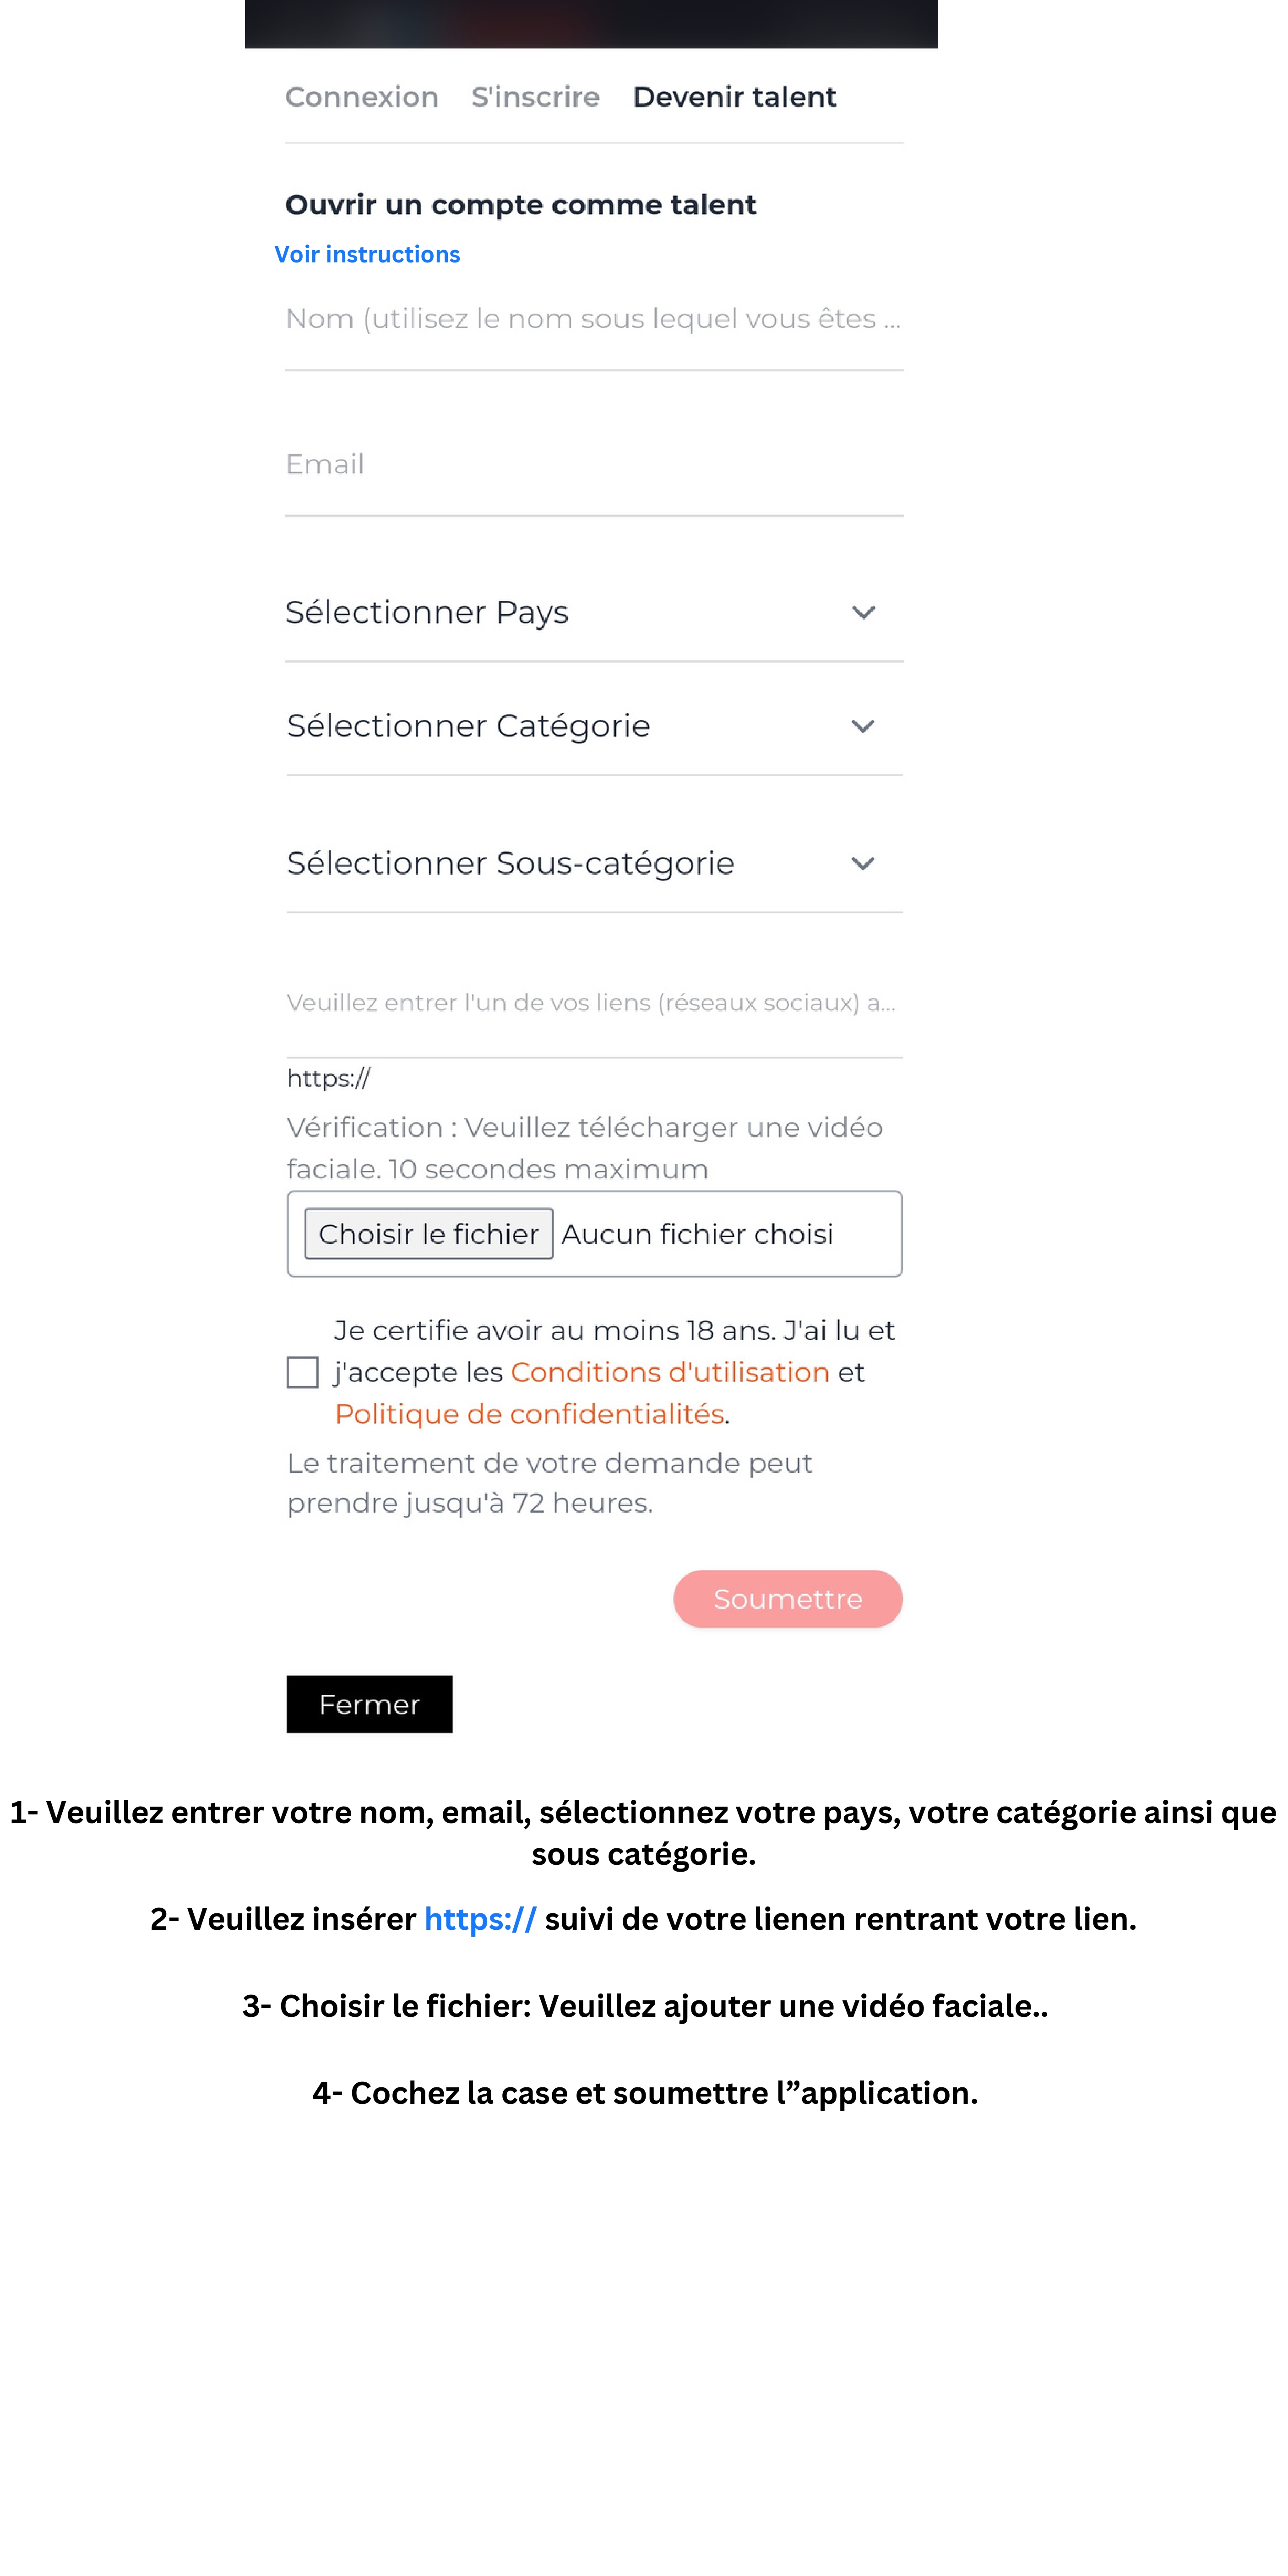 Connexion S'inscrire Devenir talent
Ouvrir un compte comme talent
Voir instructions
Nom (utilisez le nom sous lequel vous êtes ...
Email
Sélectionner Pays
Sélectionner Catégorie
Sélectionner Sous-catégorie
Veuillez entrer l'un de vos liens (réseaux sociaux) a...
https://
Vérification : Veuillez télécharger une vidéo
faciale. 10 secondes maximum
Choisir le fichier Aucun fichier choisi
Je certifie avoir au moins 18 ans. J'ai lu et
j'accepte les Conditions d'utilisation et
Politique de confidentialités.
Le traitement de votre demande peut
prendre jusqu'à 72 heures.
Soumettre
Fermer
1- Veuillez entrer votre nom, email, sélectionnez votre pays, votre catégorie ainsi que
sous catégorie.
2- Veuillez insérer https:// suivi de votre lienen rentrant votre lien.
3- Choisir le fichier: Veuillez ajouter une vidéo faciale..
4- Cochez la case et soumettre l”application.